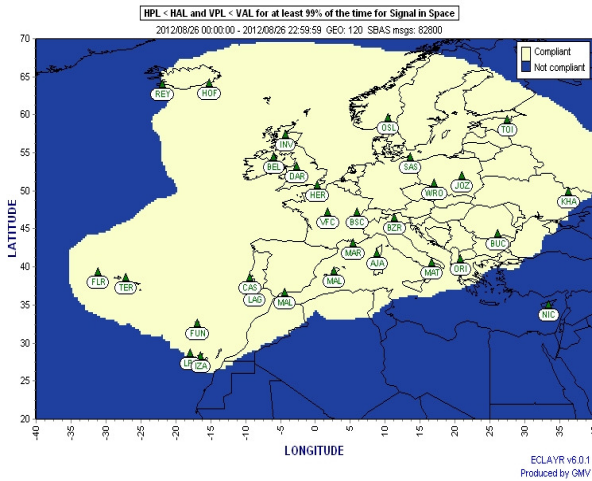 HPL < HAL and VPL < VAL for at least 99% of the time for Signal in Space
2012/08/26 00:00:00 - 2012/08/26 22:59:59 GEO: 120 SBAS msgs: 82800
Compliant
Not compliant
70
65
60
55
50
45
40
35
30
25
20
LATITUDE
REY
HOF
OSL
TOI
INV
BEL
DAR
SAS
HER
WRO
JOZ
KHA
VFC
BSC
BZR
BUC
MAR
AJA
FLR
TER
CAS
LAG
MAL
MAL
MAT
ORI
NIC
FUN
IZA
-40
-35
-30
-25
-20
-15
-10
-5
0
5
10
15
20
25
30
35
LONGITUDE
ECLAYR v6.0.1
Produced by GMV